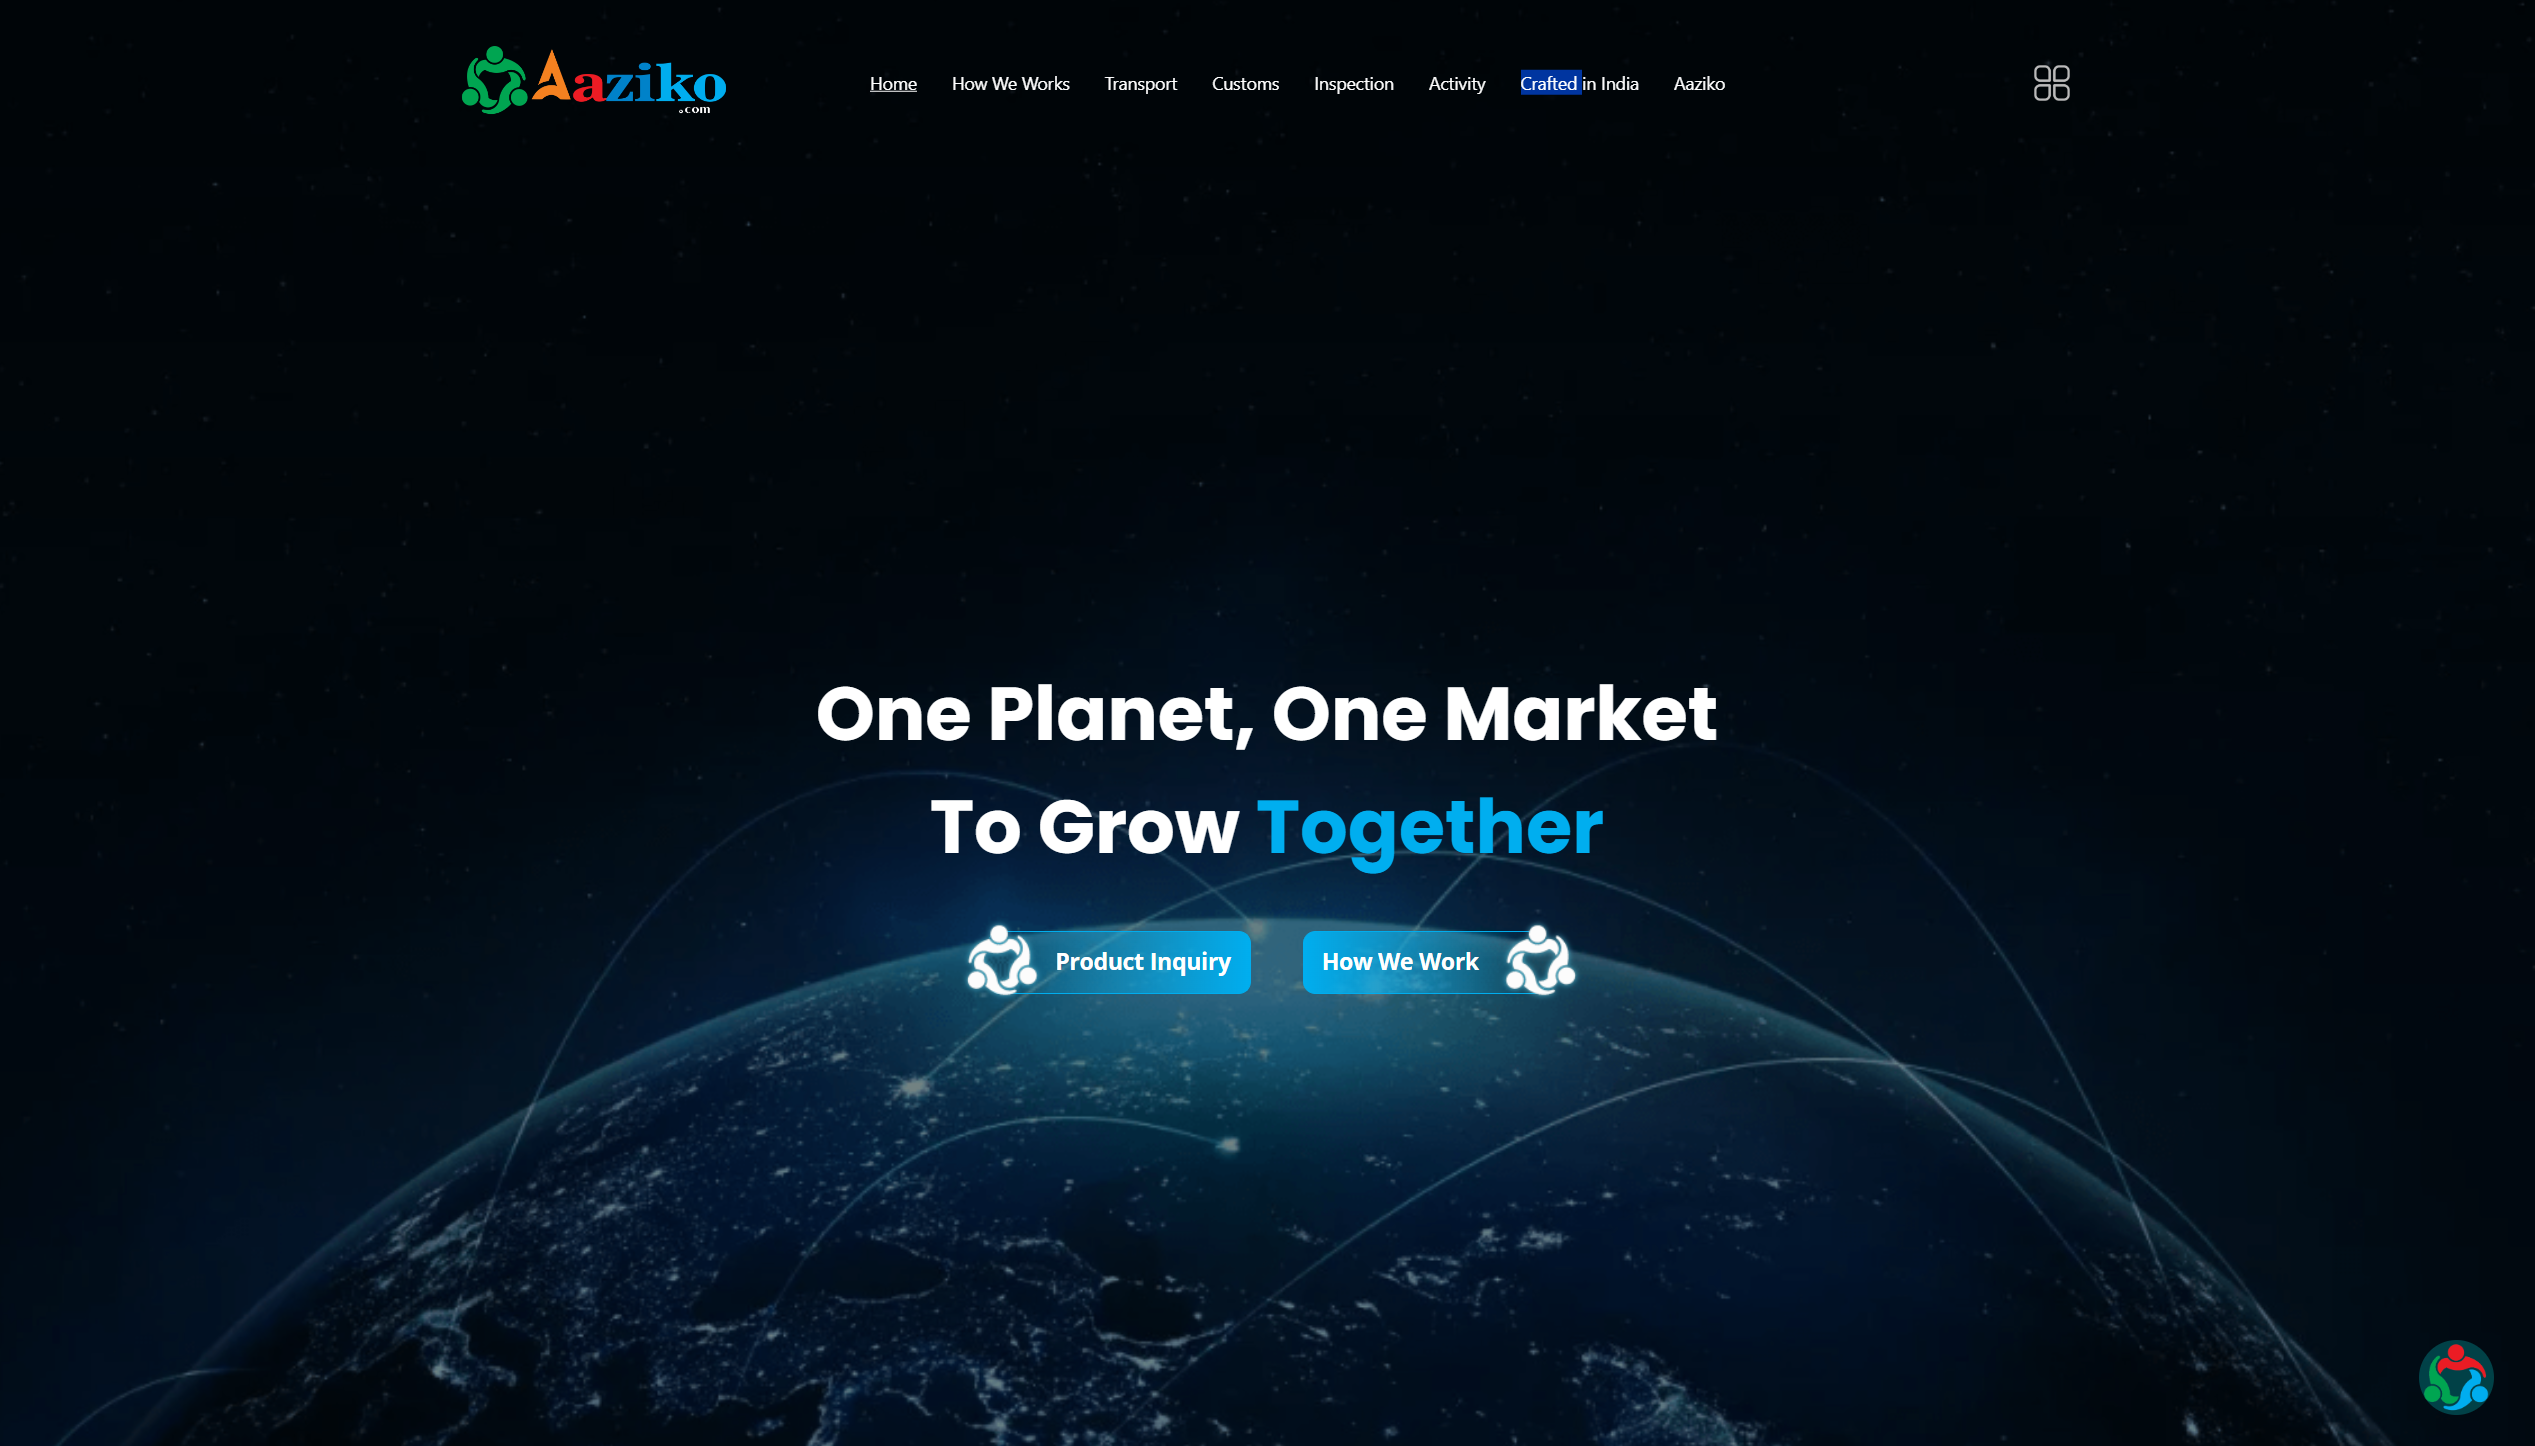 Aaziko
.com
Home How We Works Transport Customs Inspection Activity Crafted in India Aaziko
One Planet, One Market
To Grow Together
Product Inquiry How We Work